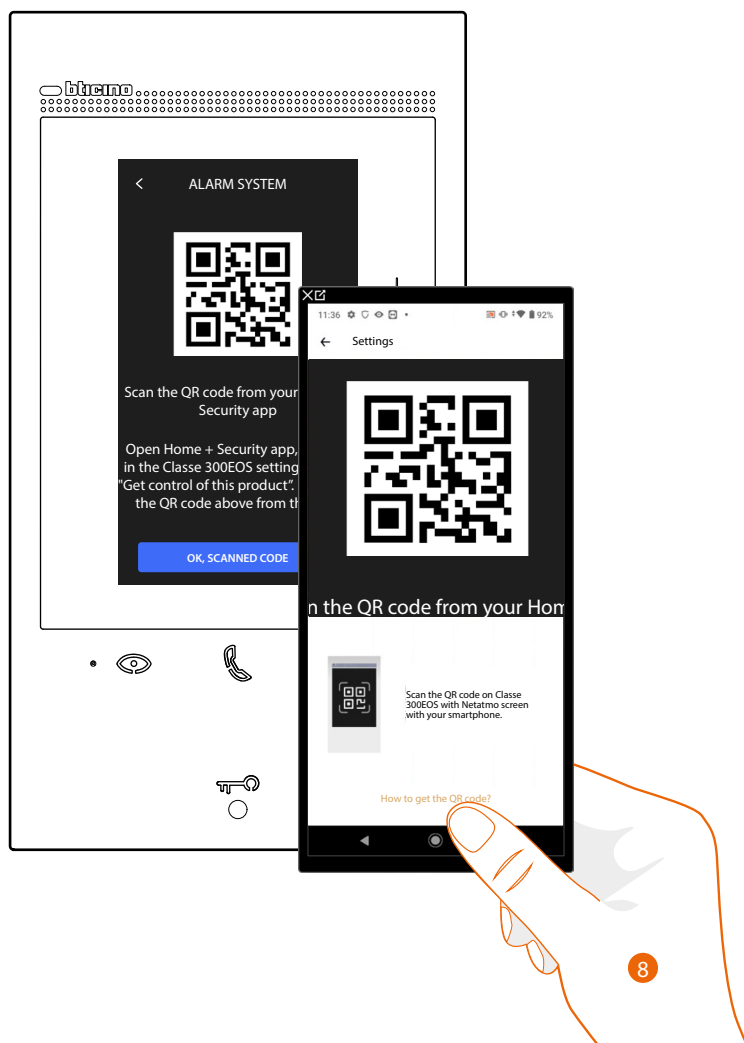 bticino
ALARM SYSTEM
Scan the QR code from your
Security app
Open Home + Security app,
in the Classe 300EOS setting
"Get control of this product".
the QR code above from th
OK, SCANNED CODE
11:36
92%
Settings
n the QR code from your Hom
Scan the QR code on Classe
300EOS with Netatmo screen
with your smartphone.
How to get the QR code?
8